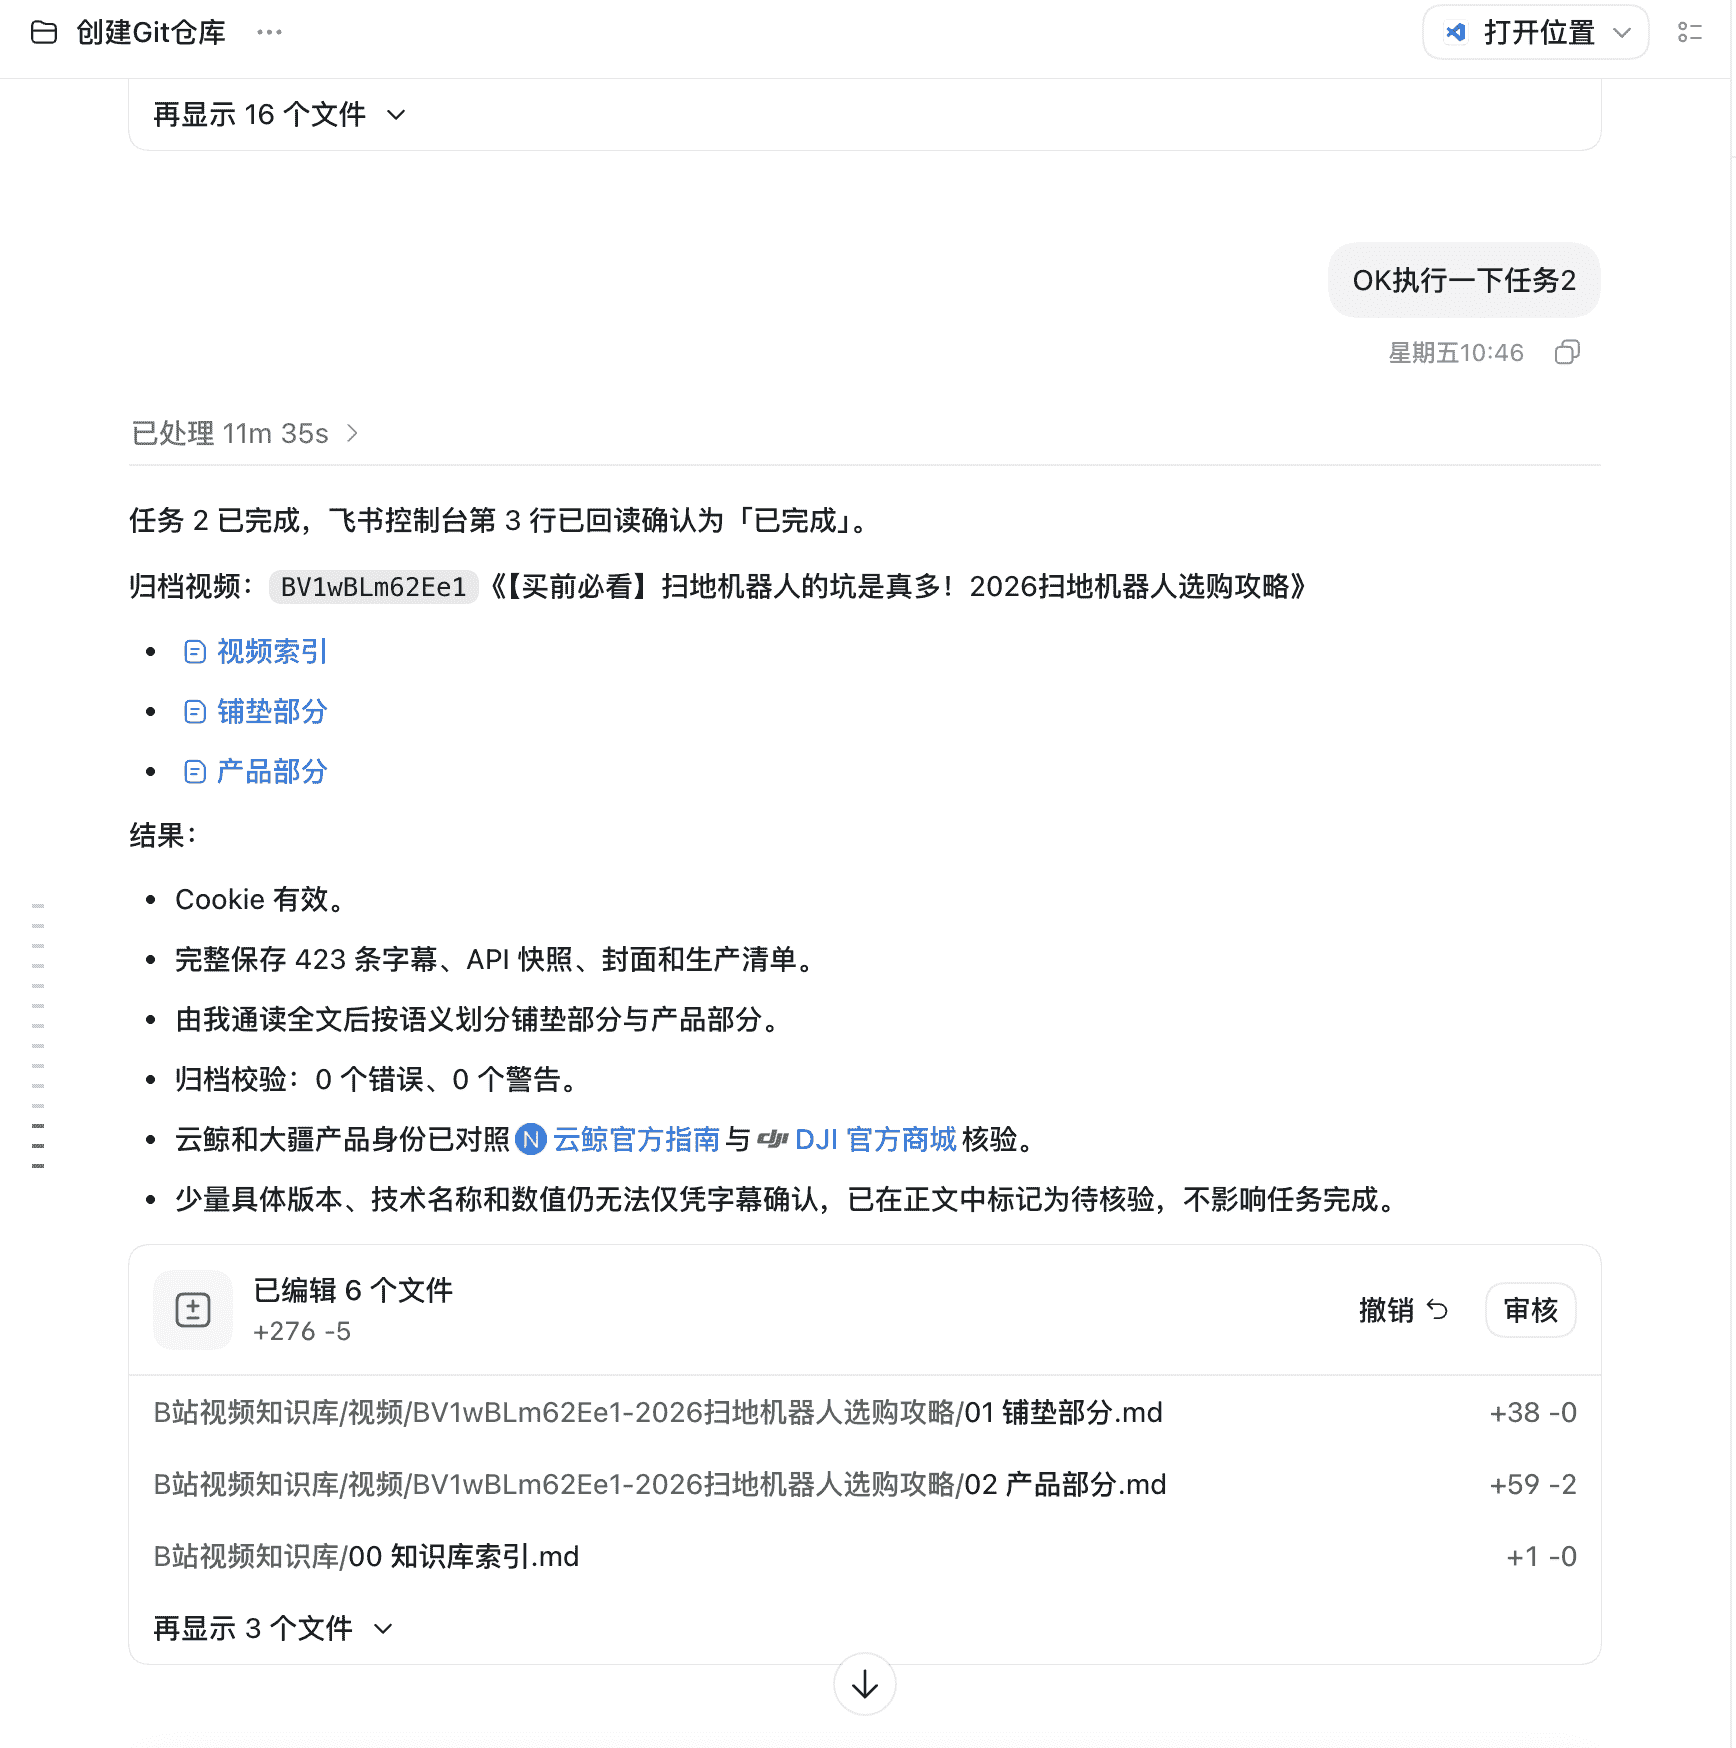 创建Git仓库 ···
打开位置
再显示 16 个文件
OK执行一下任务2
星期五10:46
已处理 11m 35s
任务 2 已完成，飞书控制台第 3 行已回读确认为「已完成」。
归档视频：BV1wBLm62Ee1《【买前必看】扫地机器人的坑是真多！2026扫地机器人选购攻略》
• 视频索引
• 铺垫部分
• 产品部分
结果：
• Cookie 有效。
• 完整保存 423 条字幕、API 快照、封面和生产清单。
• 由我通读全文后按语义划分铺垫部分与产品部分。
• 归档校验：0 个错误、0 个警告。
• 云鲸和大疆产品身份已对照 N 云鲸官方指南 与 dji DJI 官方商城 核验。
• 少量具体版本、技术名称和数值仍无法仅凭字幕确认，已在正文中标记为待核验，不影响任务完成。
已编辑 6 个文件
+276 -5
撤销
审核
B站视频知识库/视频/BV1wBLm62Ee1-2026扫地机器人选购攻略/01 铺垫部分.md +38 -0
B站视频知识库/视频/BV1wBLm62Ee1-2026扫地机器人选购攻略/02 产品部分.md +59 -2
B站视频知识库/00 知识库索引.md +1 -0
再显示 3 个文件